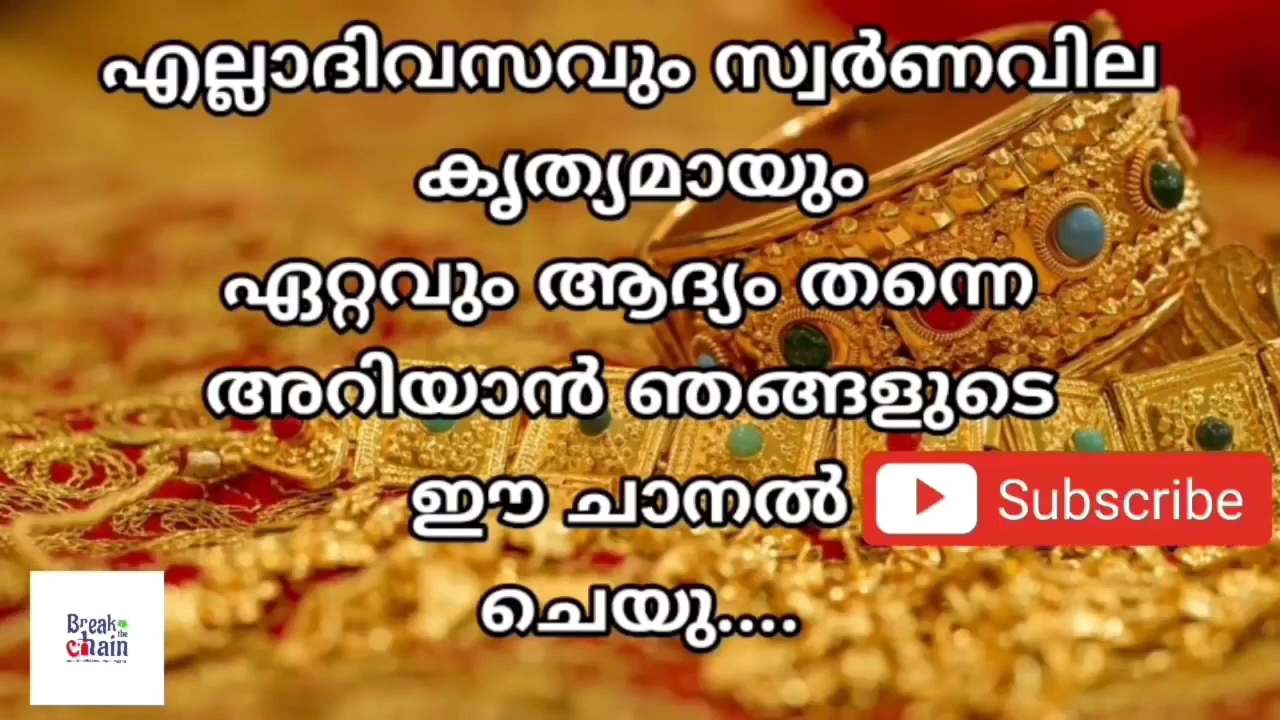 എല്ലാദിവസവും സ്വർണവില
കൃത്യമായും
ഏറ്റവും ആദ്യം തന്നെ
അറിയാൻ ഞങ്ങളുടെ
ഈ ചാനൽ Subscribe
ചെയു....
Break
the
chain